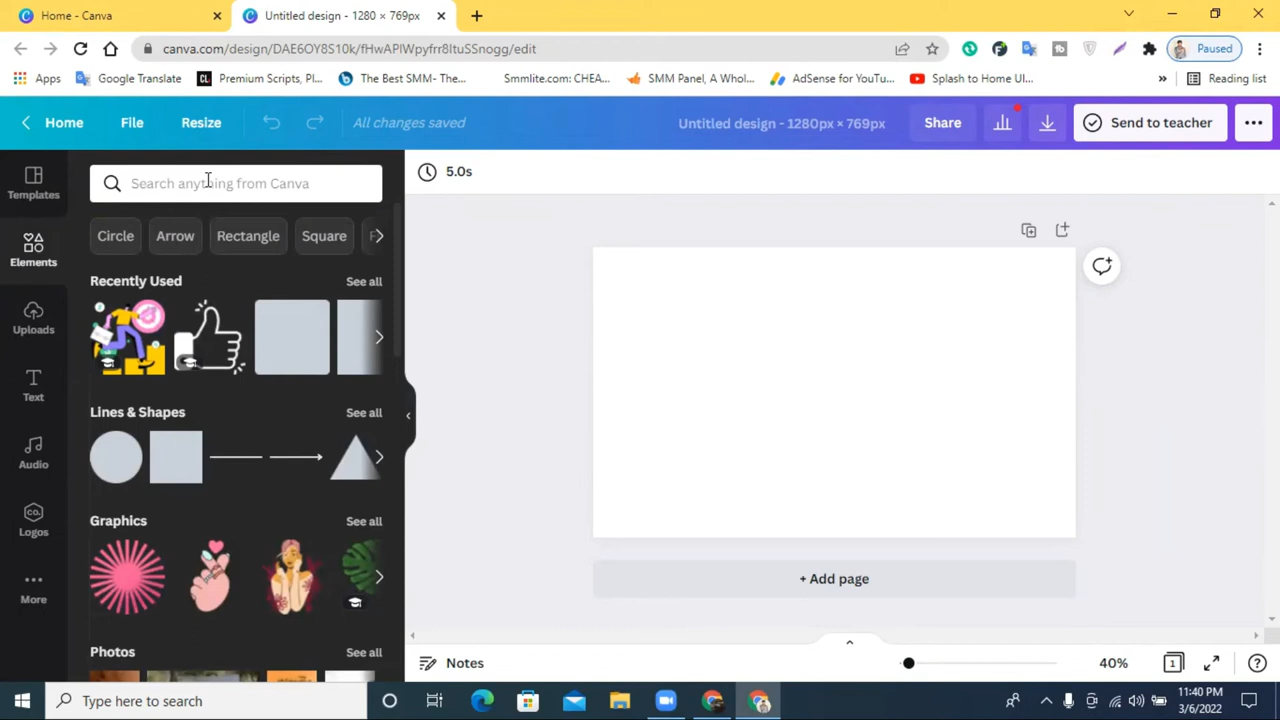 Home - Canva
Untitled design - 1280 × 769px
canva.com/design/DAE6OY8S10k/fHwAPIWpyfrr8ItuSSnogg/edit
Paused
Apps
Google Translate
Premium Scripts, Pl...
The Best SMM- The...
Smmlite.com: CHEA...
SMM Panel, A Whol...
AdSense for YouTu...
Splash to Home UI...
»
Reading list
Home
File
Resize
All changes saved
Untitled design - 1280px × 769px
Share
Send to teacher
Templates
Elements
Uploads
Text
Audio
Logos
More
Search anything from Canva
Circle
Arrow
Rectangle
Square
Recently Used
See all
Lines & Shapes
See all
Graphics
See all
Photos
See all
5.0s
+ Add page
Notes
40%
1
Type here to search
11:40 PM
3/6/2022